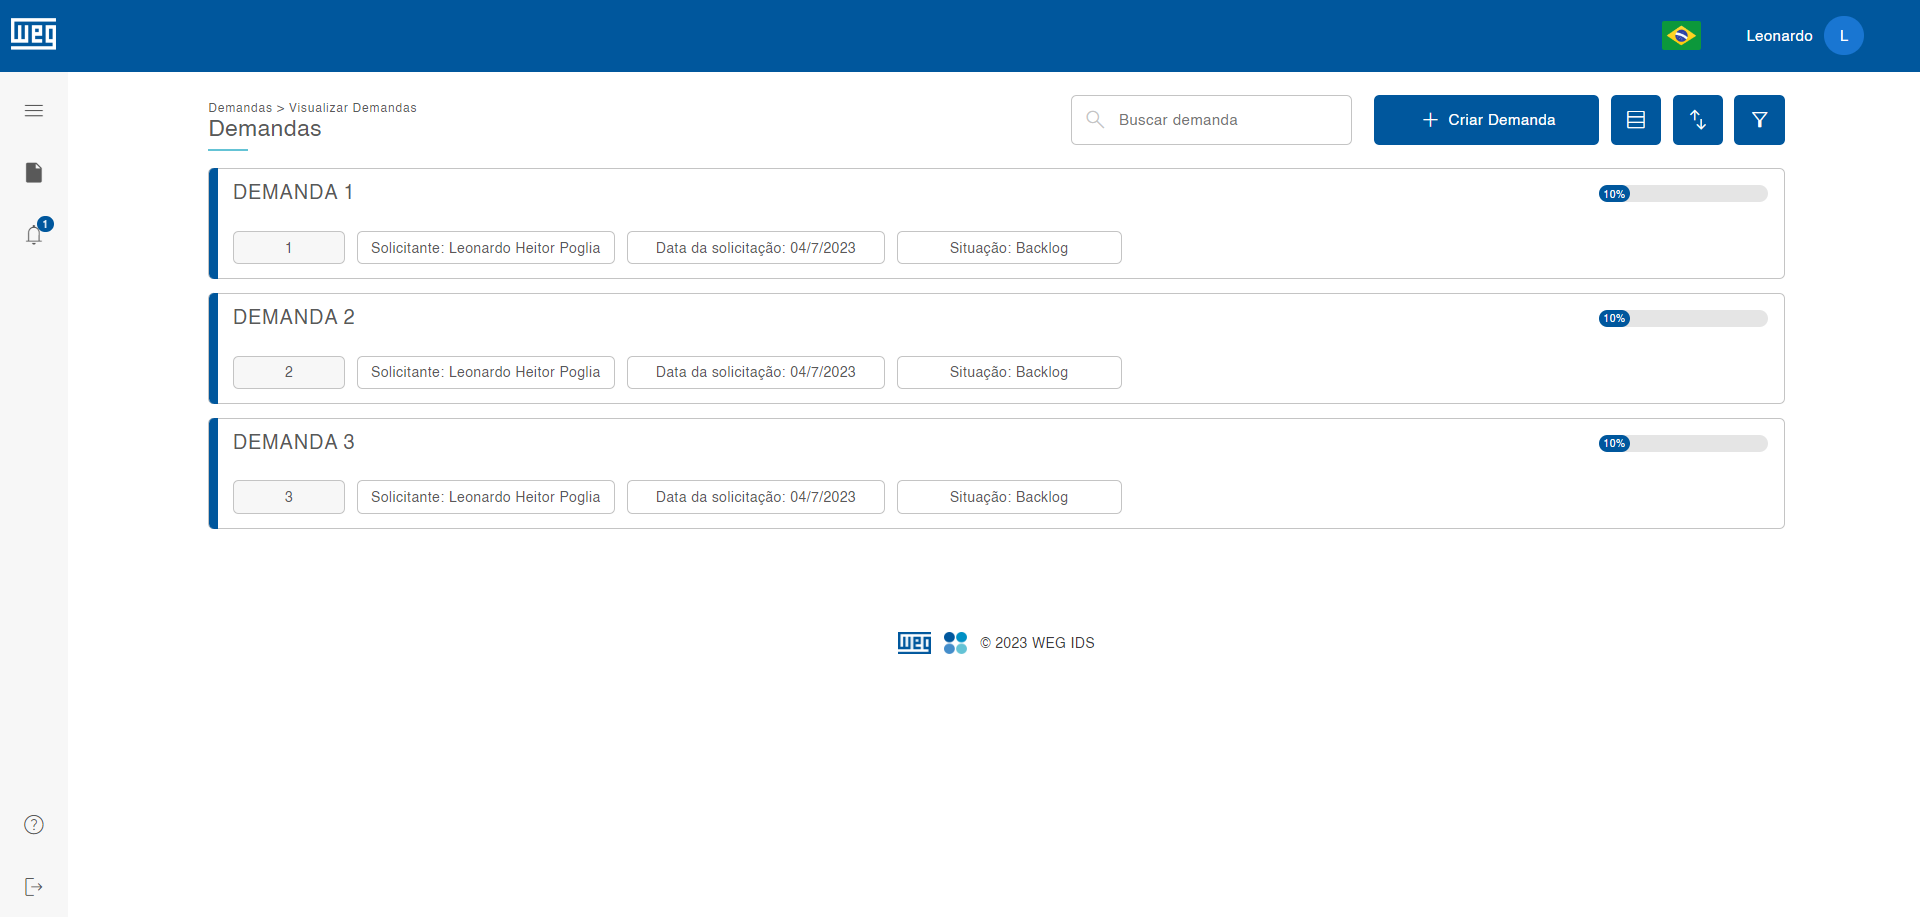 weg
Leonardo L
Demandas > Visualizar Demandas
Demandas
Buscar demanda
Criar Demanda
1
DEMANDA 1
10%
1 Solicitante: Leonardo Heitor Poglia Data da solicitação: 04/7/2023 Situação: Backlog
DEMANDA 2
10%
2 Solicitante: Leonardo Heitor Poglia Data da solicitação: 04/7/2023 Situação: Backlog
DEMANDA 3
10%
3 Solicitante: Leonardo Heitor Poglia Data da solicitação: 04/7/2023 Situação: Backlog
weg © 2023 WEG IDS
?